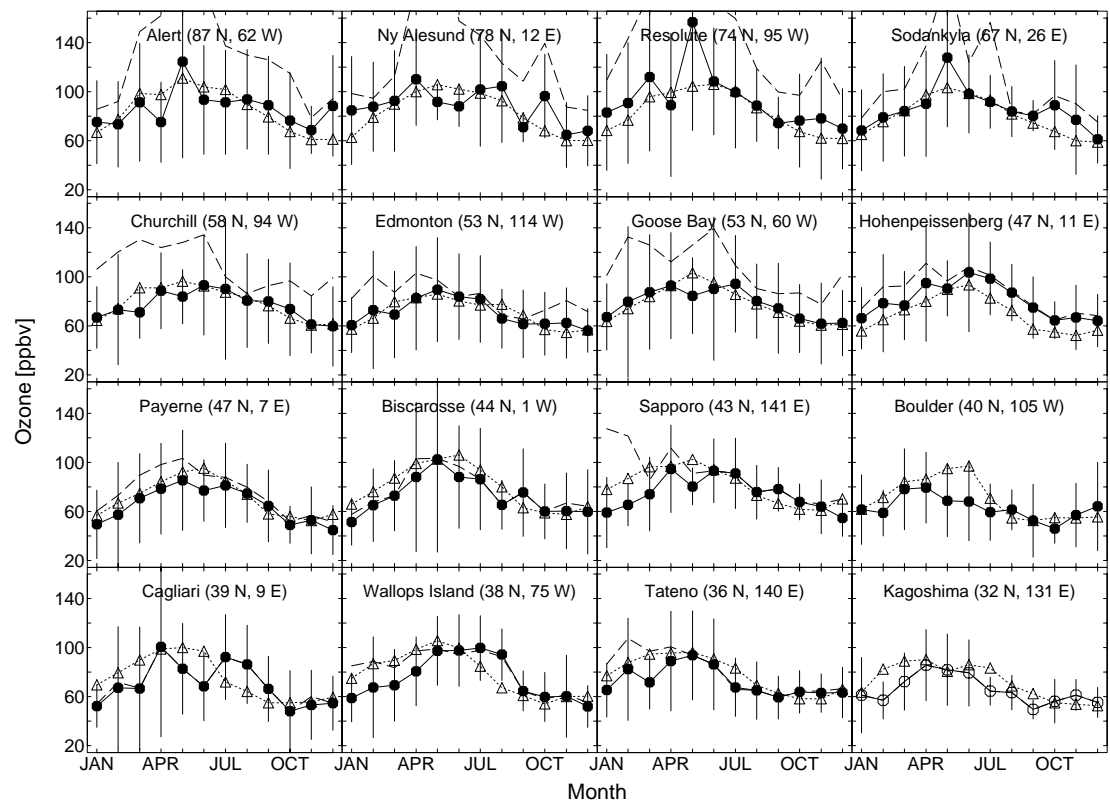 Alert (87 N, 62 W)
Ny Alesund (78 N, 12 E)
Resolute (74 N, 95 W)
Sodankyla (67 N, 26 E)
140
100
60
20
Churchill (58 N, 94 W)
Edmonton (53 N, 114 W)
Goose Bay (53 N, 60 W)
Hohenpeissenberg (47 N, 11 E)
140
100
60
20
Payerne (47 N, 7 E)
Biscarosse (44 N, 1 W)
Sapporo (43 N, 141 E)
Boulder (40 N, 105 W)
140
100
60
20
Cagliari (39 N, 9 E)
Wallops Island (38 N, 75 W)
Tateno (36 N, 140 E)
Kagoshima (32 N, 131 E)
140
100
60
20
JAN APR JUL OCT JAN APR JUL OCT JAN APR JUL OCT JAN APR JUL OCT
Month
Ozone [ppbv]